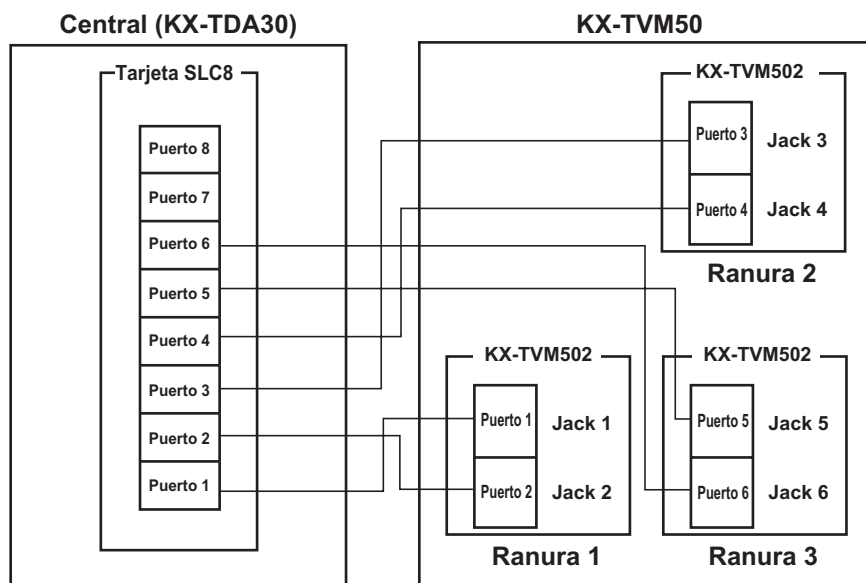 Central (KX-TDA30)
Tarjeta SLC8
Puerto 8
Puerto 7
Puerto 6
Puerto 5
Puerto 4
Puerto 3
Puerto 2
Puerto 1
KX-TVM50
KX-TVM502
Puerto 3 Jack 3
Puerto 4 Jack 4
Ranura 2
KX-TVM502
Puerto 1 Jack 1
Puerto 2 Jack 2
Ranura 1
KX-TVM502
Puerto 5 Jack 5
Puerto 6 Jack 6
Ranura 3